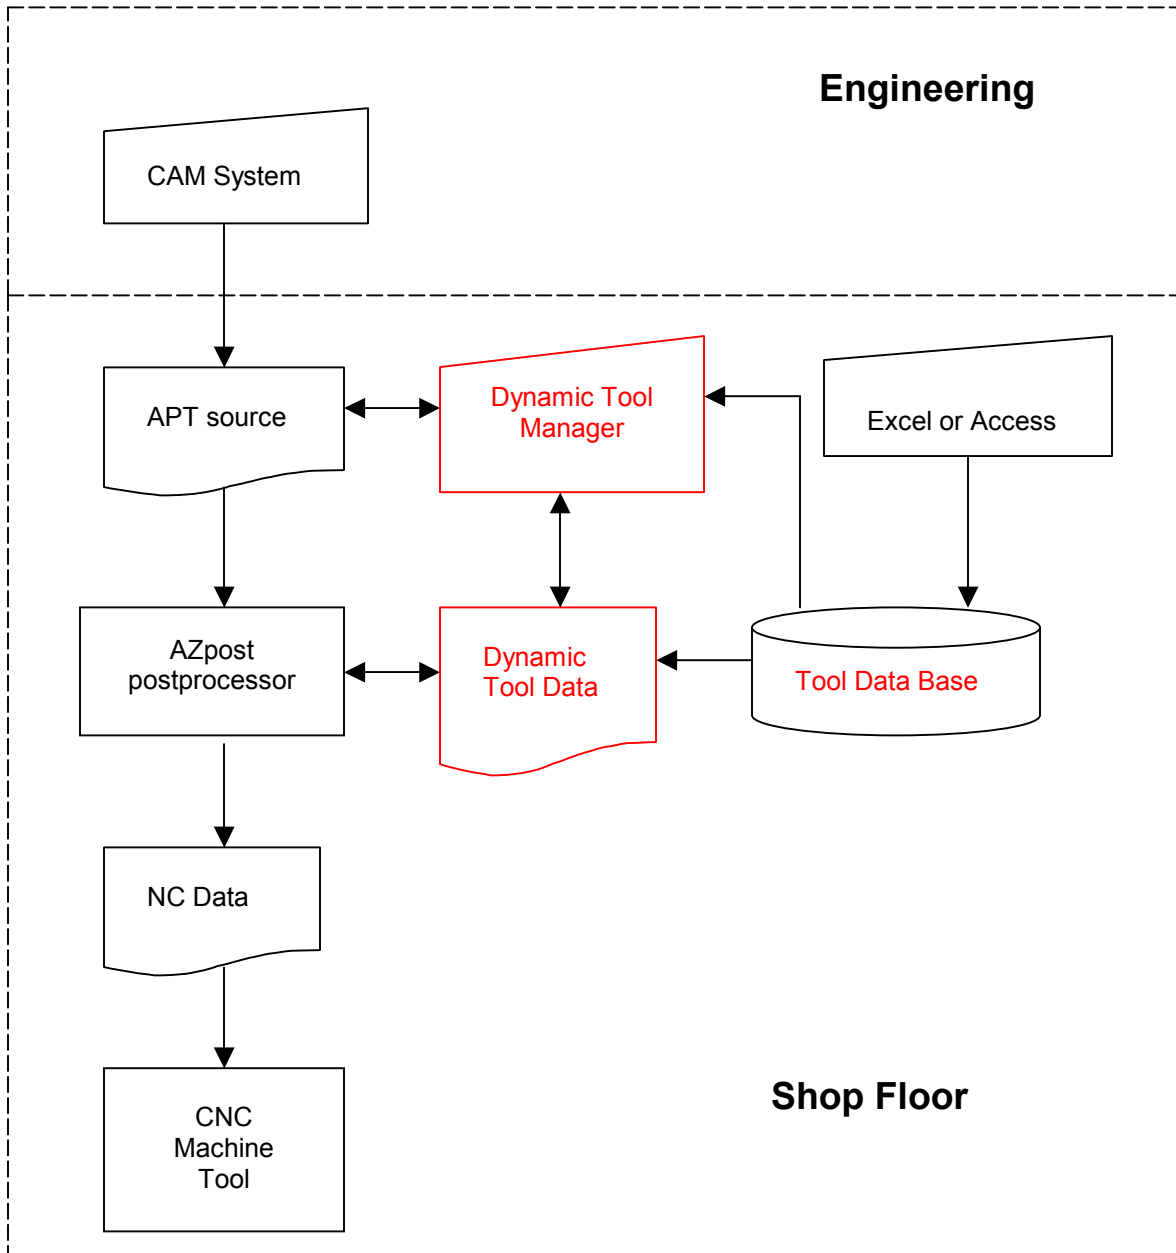 Engineering
CAM System
APT source
Dynamic Tool
Manager
Excel or Access
AZpost
postprocessor
Dynamic
Tool Data
Tool Data Base
NC Data
CNC
Machine
Tool
Shop Floor